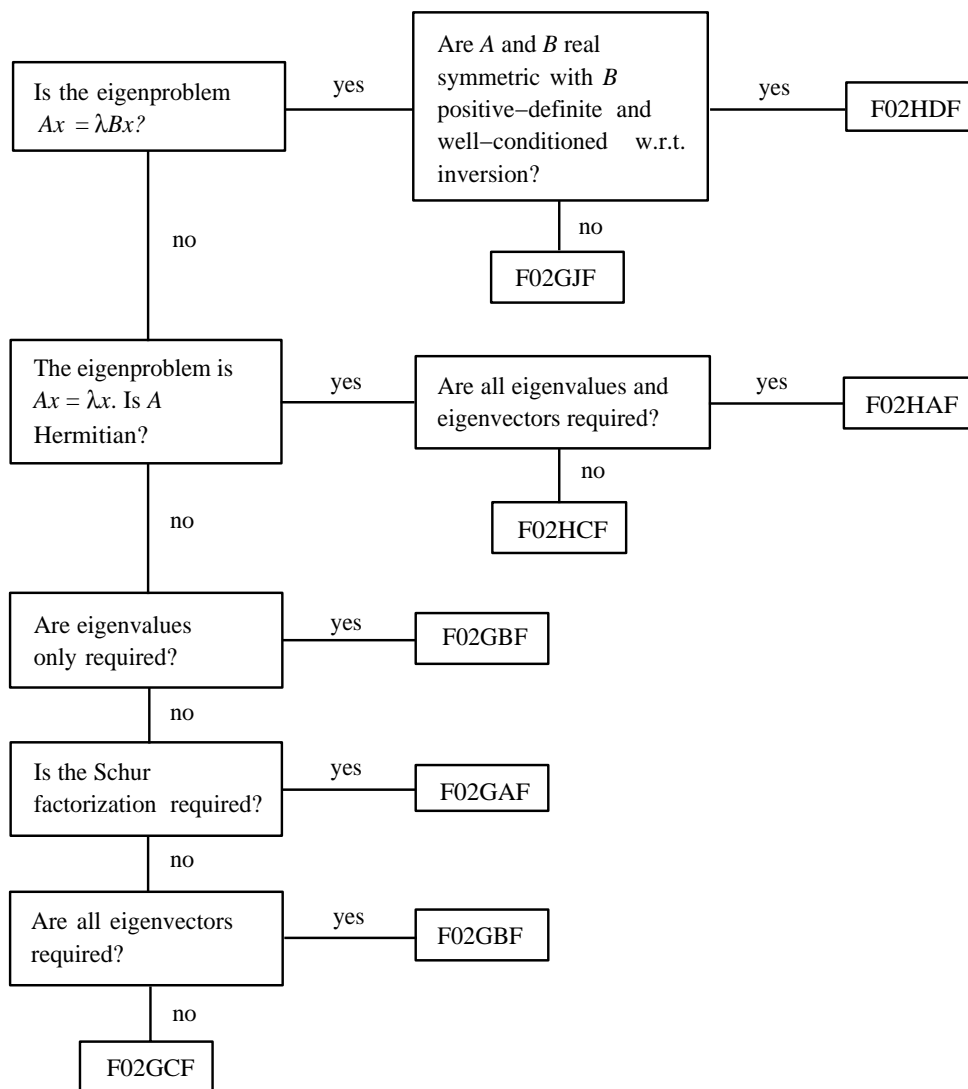 Is the eigenproblem
Ax = λBx?
yes
Are A and B real
symmetric with B
positive−definite and
well−conditioned w.r.t.
inversion?
yes
F02HDF
no
no
F02GJF
The eigenproblem is
Ax = λx. Is A
Hermitian?
yes
Are all eigenvalues and
eigenvectors required?
yes
F02HAF
no
no
F02HCF
Are eigenvalues
only required?
yes
F02GBF
no
Is the Schur
factorization required?
yes
F02GAF
no
Are all eigenvectors
required?
yes
F02GBF
no
F02GCF